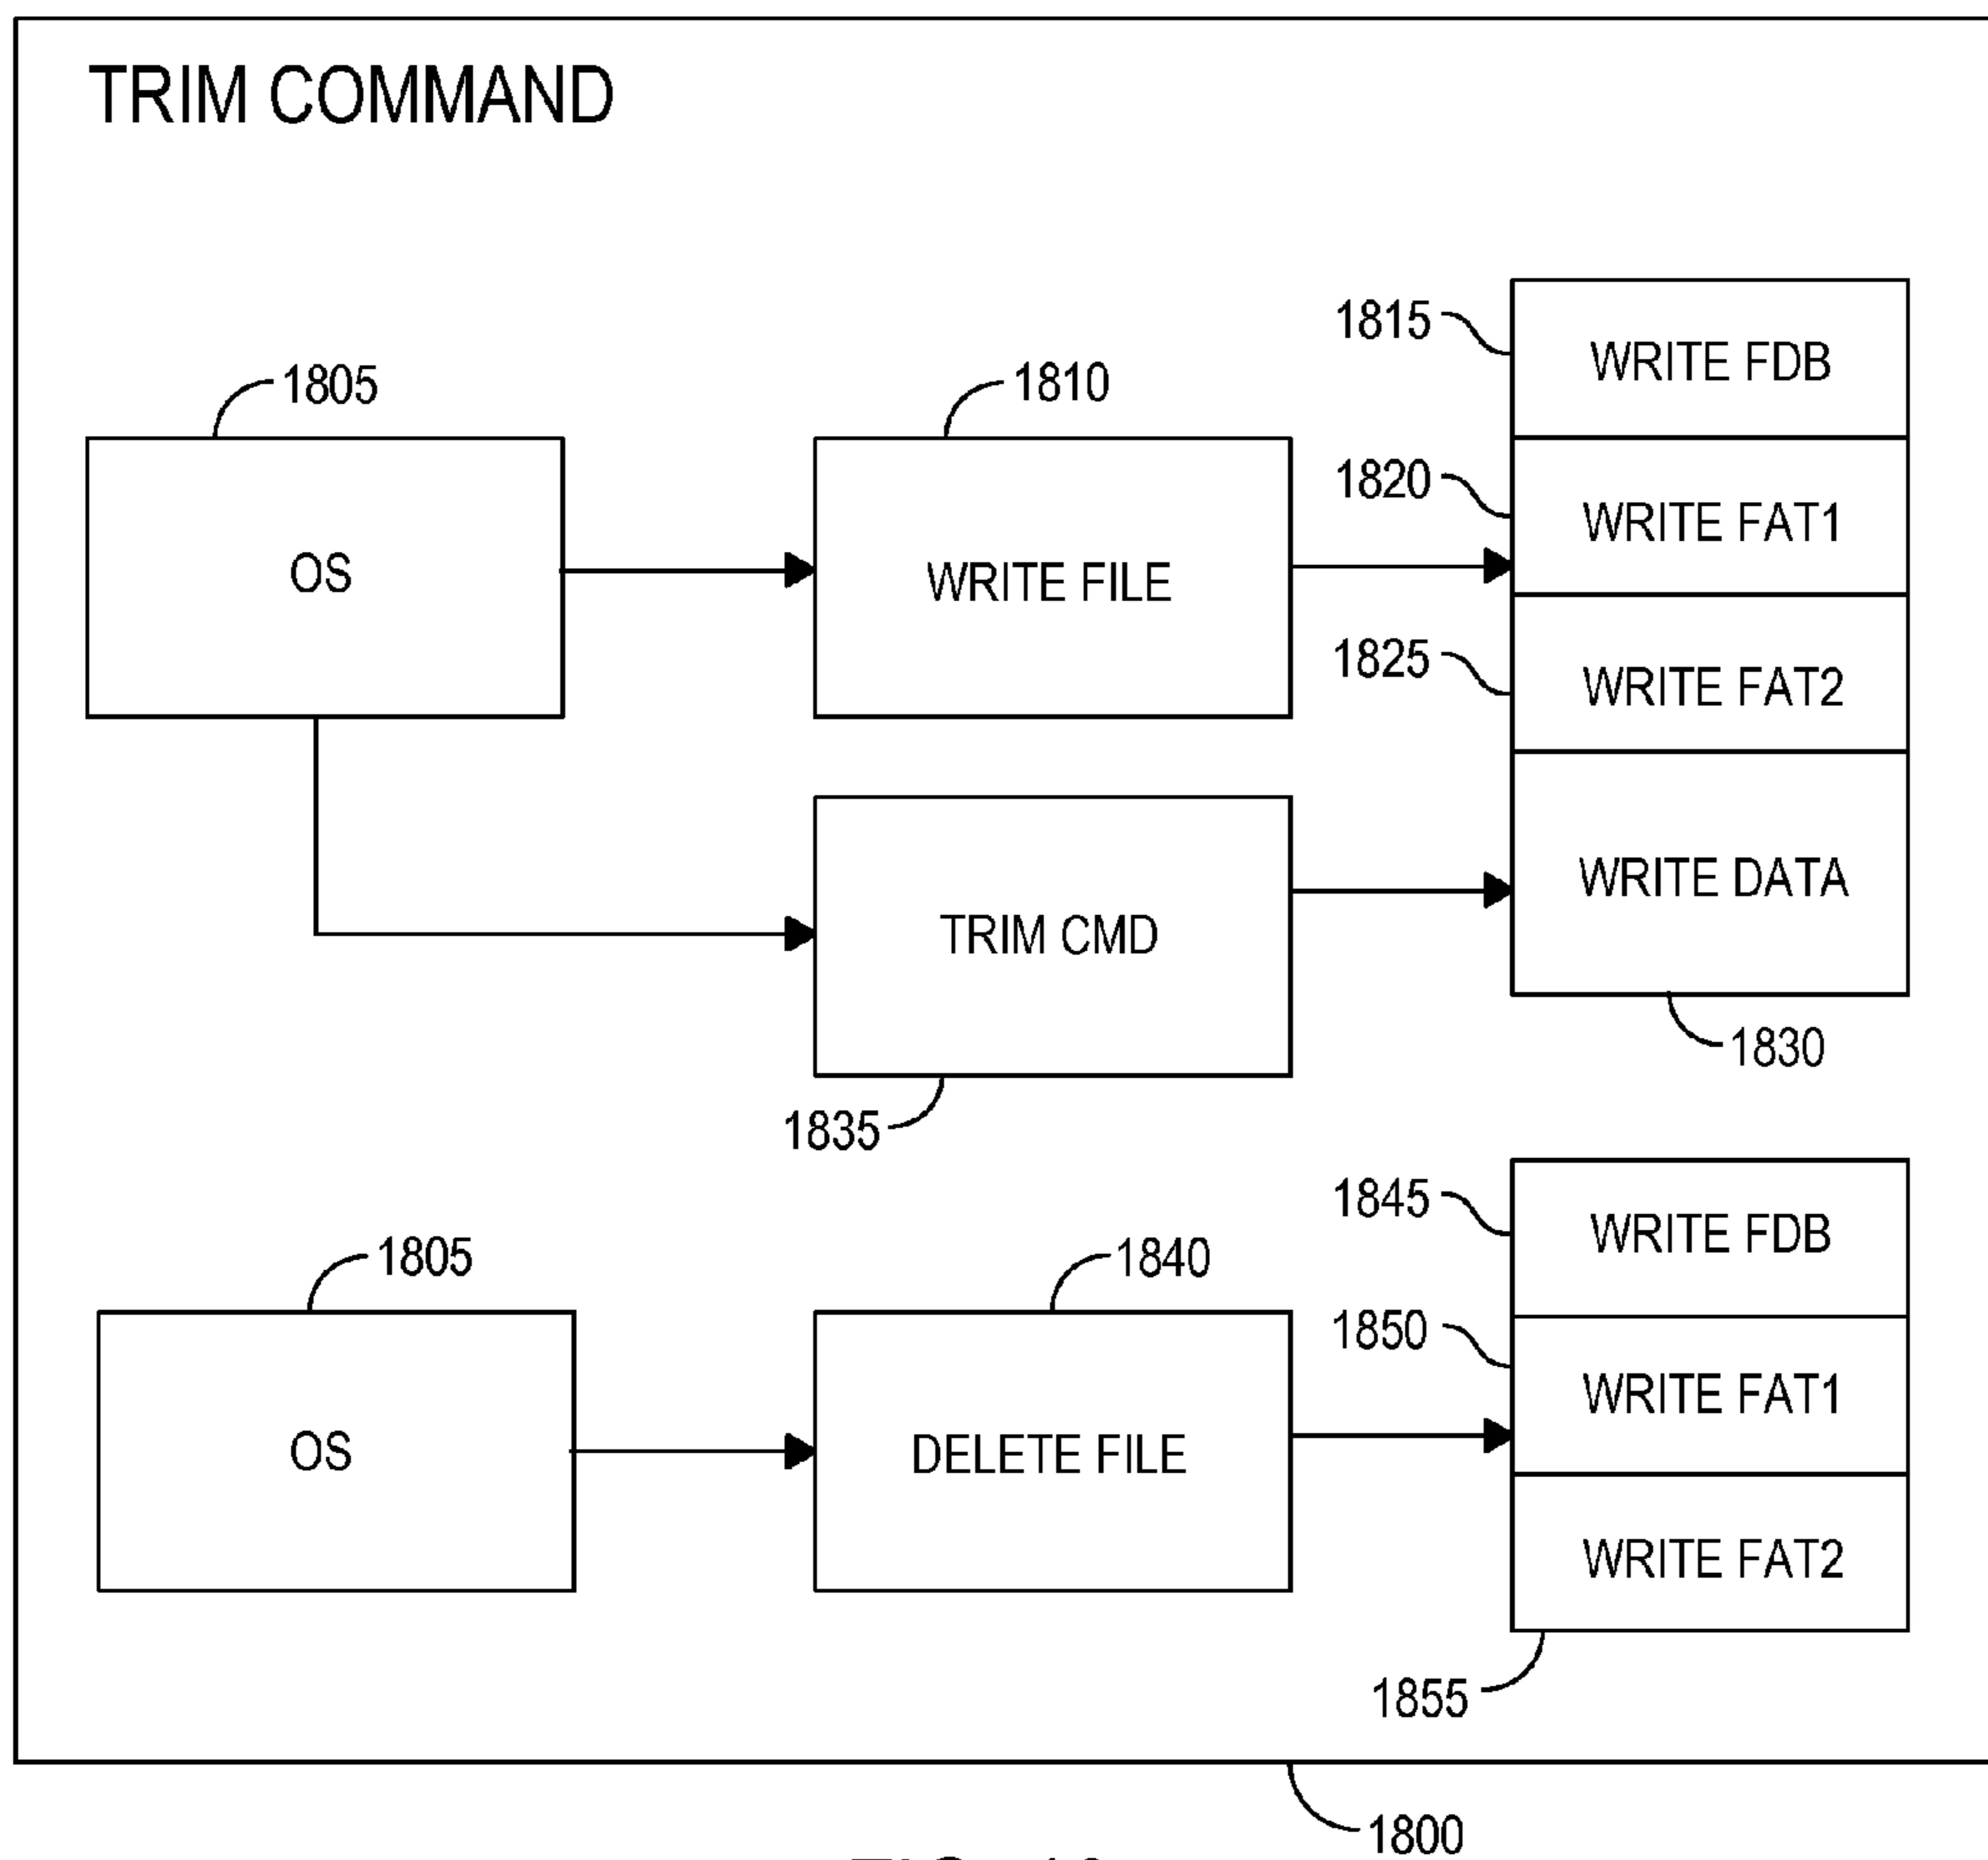 TRIM COMMAND
1815
WRITE FDB
1805
1810
1820
WRITE FAT1
OS
WRITE FILE
1825
WRITE FAT2
TRIM CMD
WRITE DATA
1830
1835
1845
WRITE FDB
1805
1840
1850
WRITE FAT1
OS
DELETE FILE
WRITE FAT2
1855
1800